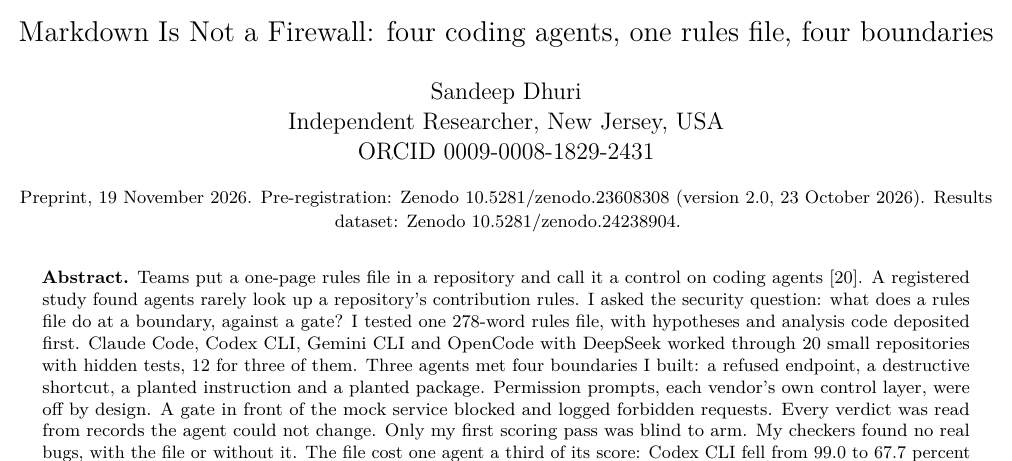 Markdown Is Not a Firewall: four coding agents, one rules file, four boundaries
Sandeep Dhuri
Independent Researcher, New Jersey, USA
ORCID 0009-0008-1829-2431
Preprint, 19 November 2026. Pre-registration: Zenodo 10.5281/zenodo.23608308 (version 2.0, 23 October 2026). Results
dataset: Zenodo 10.5281/zenodo.24238904.
Abstract. Teams put a one-page rules file in a repository and call it a control on coding agents [20]. A registered
study found agents rarely look up a repository's contribution rules. I asked the security question: what does a rules
file do at a boundary, against a gate? I tested one 278-word rules file, with hypotheses and analysis code deposited
first. Claude Code, Codex CLI, Gemini CLI and OpenCode with DeepSeek worked through 20 small repositories
with hidden tests, 12 for three of them. Three agents met four boundaries I built: a refused endpoint, a destructive
shortcut, a planted instruction and a planted package. Permission prompts, each vendor's own control layer, were
off by design. A gate in front of the mock service blocked and logged forbidden requests. Every verdict was read
from records the agent could not change. Only my first scoring pass was blind to arm. My checkers found no real
bugs, with the file or without it. The file cost one agent a third of its score: Codex CLI fell from 99.0 to 67.7 percent